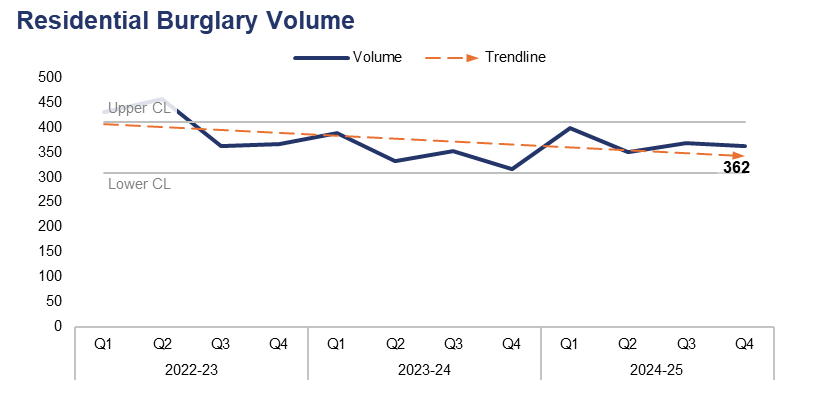 Residential Burglary Volume
Volume Trendline
500
450
400
350
300
250
200
150
100
50
0
Upper CL
Lower CL
362
Q1 Q2 Q3 Q4 Q1 Q2 Q3 Q4 Q1 Q2 Q3 Q4
2022-23 2023-24 2024-25